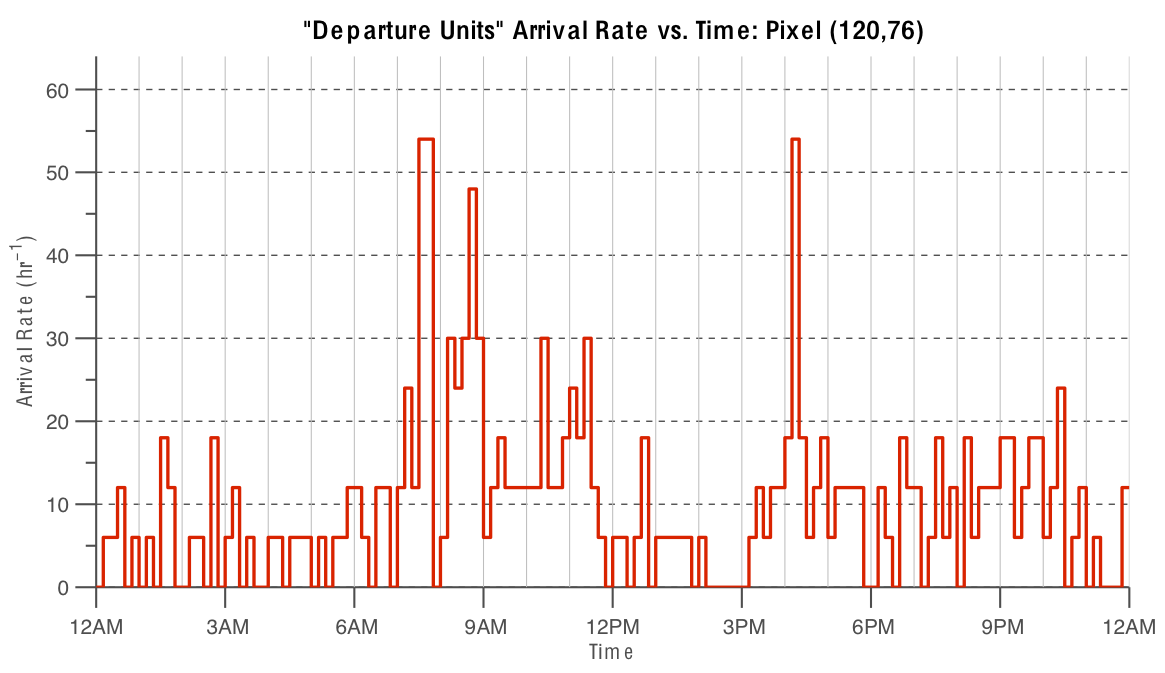 "Departure Units" Arrival Rate vs. Time: Pixel (120,76)
60
50
40
30
20
10
0
Arrival Rate (hr⁻¹)
12AM 3AM 6AM 9AM 12PM 3PM 6PM 9PM 12AM
Time